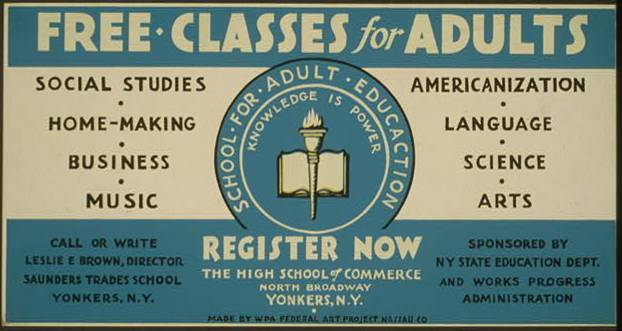 FREE · CLASSES for ADULTS
SOCIAL STUDIES
·
HOME-MAKING
·
BUSINESS
·
MUSIC
SCHOOL · FOR · ADULT · EDUCACTION
KNOWLEDGE IS POWER
AMERICANIZATION
·
LANGUAGE
·
SCIENCE
·
ARTS
CALL OR WRITE
LESLIE E BROWN, DIRECTOR
SAUNDERS TRADES SCHOOL
YONKERS, N.Y.
REGISTER NOW
THE HIGH SCHOOL of COMMERCE
NORTH BROADWAY
YONKERS, N.Y.
·
MADE BY WPA FEDERAL ART PROJECT NASSAU CO
SPONSORED BY
NY STATE EDUCATION DEPT.
AND WORKS PROGRESS
ADMINISTRATION